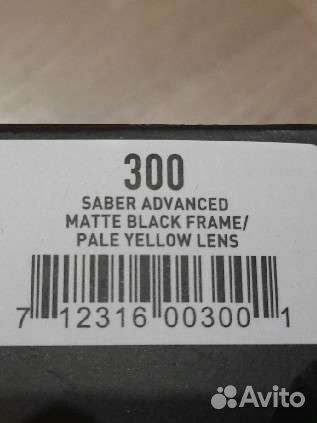 300
SABER ADVANCED
MATTE BLACK FRAME/
PALE YELLOW LENS
7 12316 00300 1
Avito